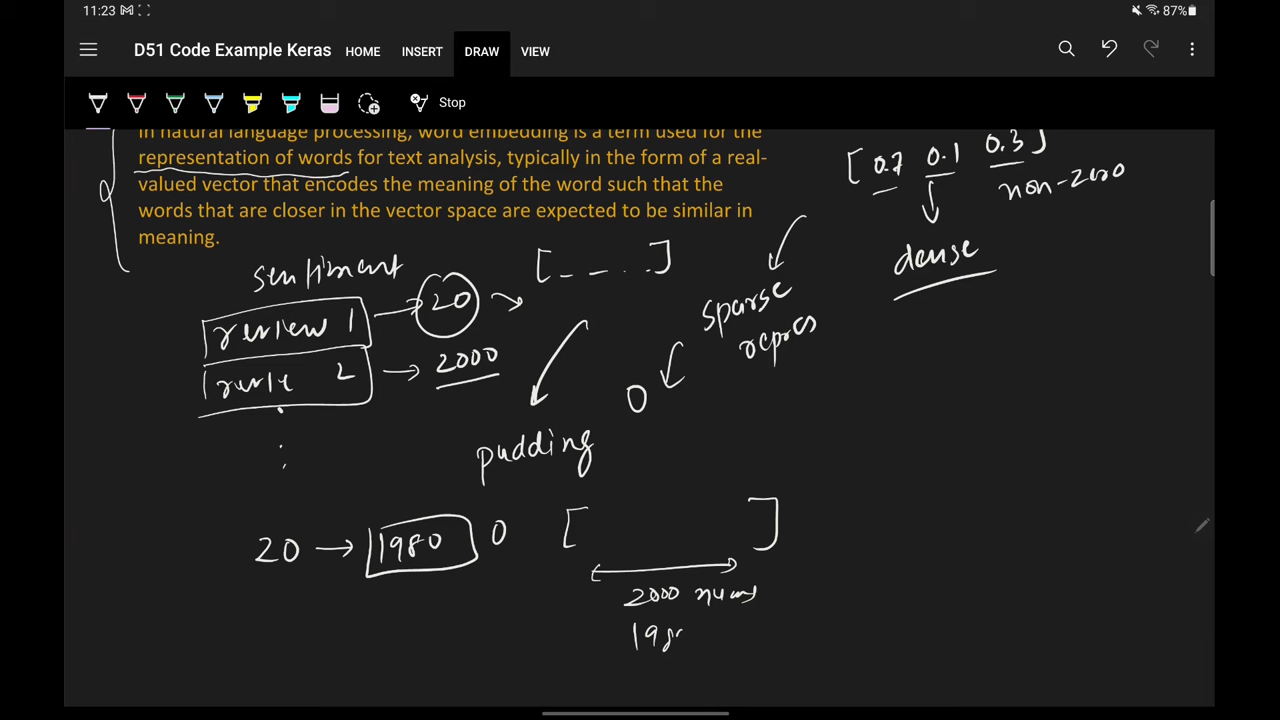 11:23
87%
D51 Code Example Keras HOME INSERT DRAW VIEW
Stop
In natural language processing, word embedding is a term used for the
representation of words for text analysis, typically in the form of a real-
valued vector that encodes the meaning of the word such that the
words that are closer in the vector space are expected to be similar in
meaning.
[0.7 0.1 0.3]
non-zero
dense
sparse
repres
sentiment
[_ _ . . .]
review 1 → 20
2 → 2000
0
pudding
20 → 1980 0 [ ]
2000
198